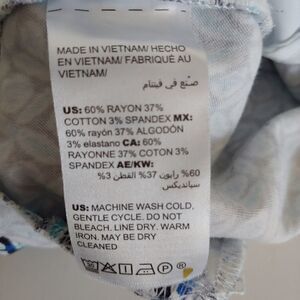 MADE IN VIETNAM/ HECHO
EN VIETNAM/ FABRIQUÉ AU
VIETNAM/
صنع في فيتنام
US: 60% RAYON 37%
COTTON 3% SPANDEX MX:
60% rayón 37% ALGODÓN
3% elastano CA: 60%
RAYONNE 37% COTON 3%
SPANDEX AE/KW:
60% رايون 37% القطن 3%
سباندیکس
US: MACHINE WASH COLD,
GENTLE CYCLE. DO NOT
BLEACH. LINE DRY. WARM
IRON. MAY BE DRY
CLEANED